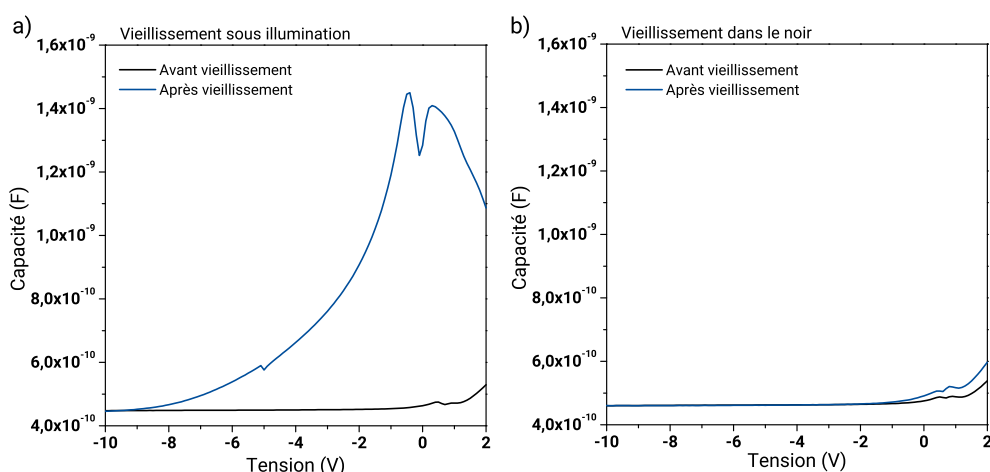 a)
Vieillissement sous illumination
1,6x10⁻⁹
Avant vieillissement
Après vieillissement
1,4x10⁻⁹
1,2x10⁻⁹
1,0x10⁻⁹
8,0x10⁻¹⁰
6,0x10⁻¹⁰
4,0x10⁻¹⁰
Capacité (F)
-10 -8 -6 -4 -2 0 2
Tension (V)
b)
Vieillissement dans le noir
1,6x10⁻⁹
Avant vieillissement
Après vieillissement
1,4x10⁻⁹
1,2x10⁻⁹
1,0x10⁻⁹
8,0x10⁻¹⁰
6,0x10⁻¹⁰
4,0x10⁻¹⁰
Capacité (F)
-10 -8 -6 -4 -2 0 2
Tension (V)